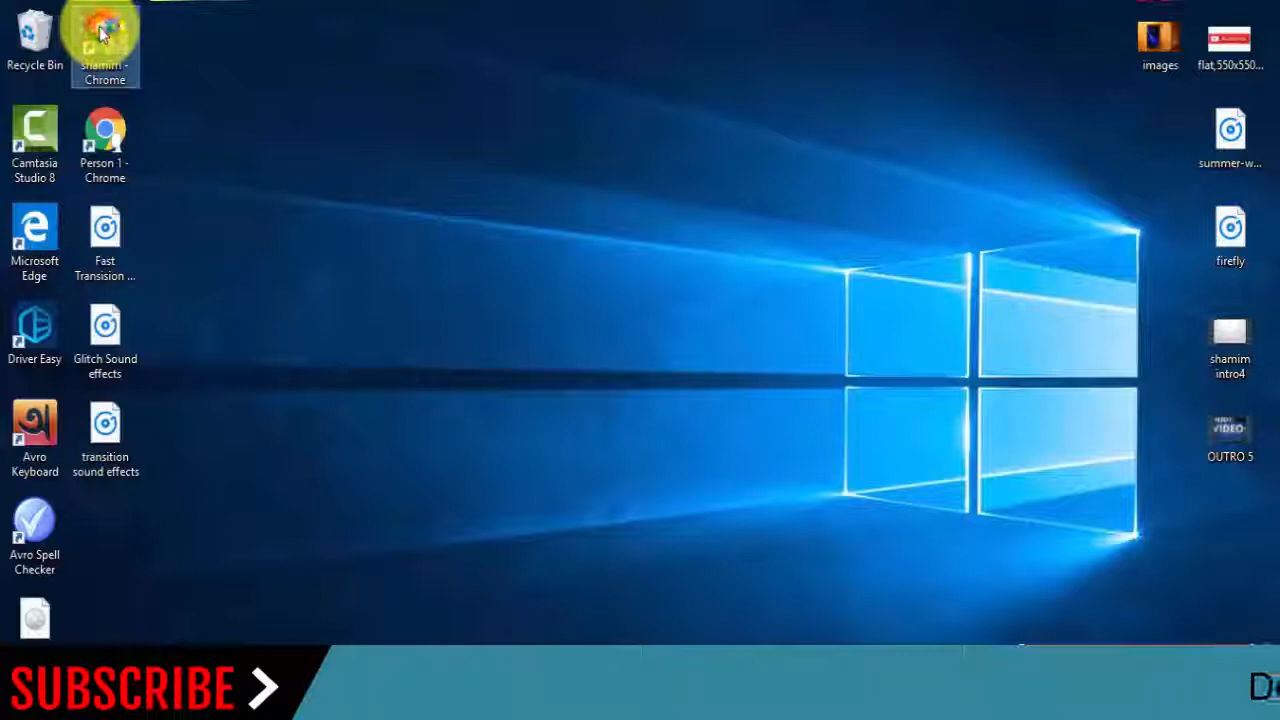 Recycle Bin
shamim -
Chrome
images
flat,550x550...
Camtasia
Studio 8
Person 1 -
Chrome
summer-w...
Microsoft
Edge
Fast
Transision ...
firefly
Driver Easy
Glitch Sound
effects
shamim
intro4
Avro
Keyboard
transition
sound effects
VIDEO
OUTRO 5
Avro Spell
Checker
SUBSCRIBE